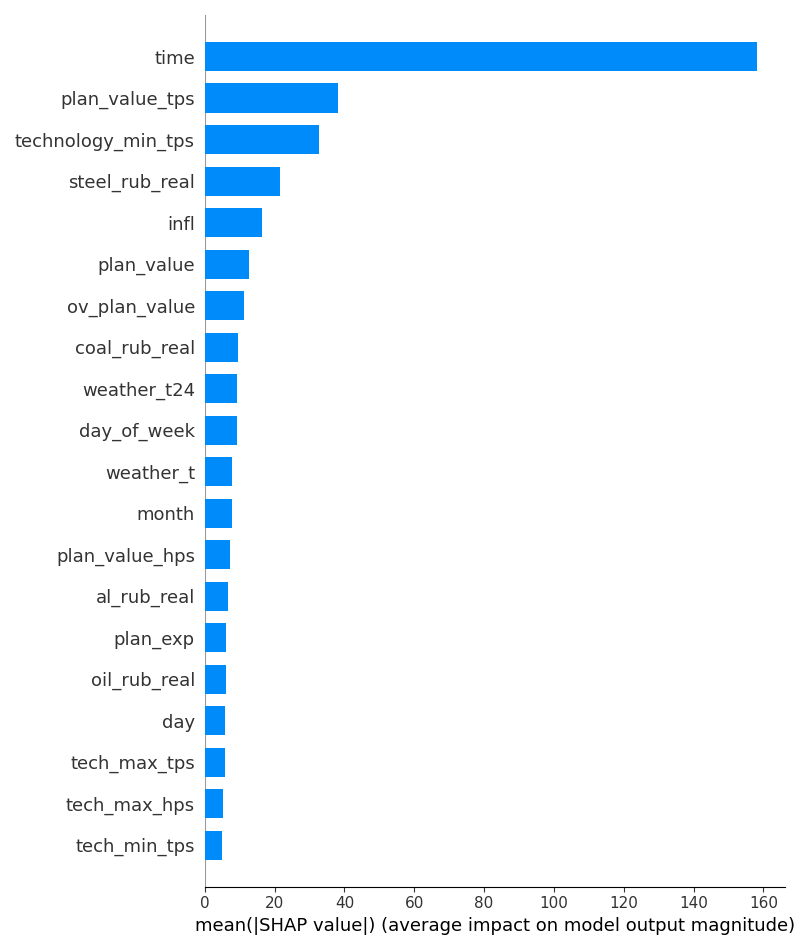 time
plan_value_tps
technology_min_tps
steel_rub_real
infl
plan_value
ov_plan_value
coal_rub_real
weather_t24
day_of_week
weather_t
month
plan_value_hps
al_rub_real
plan_exp
oil_rub_real
day
tech_max_tps
tech_max_hps
tech_min_tps
0 20 40 60 80 100 120 140 160
mean(|SHAP value|) (average impact on model output magnitude)